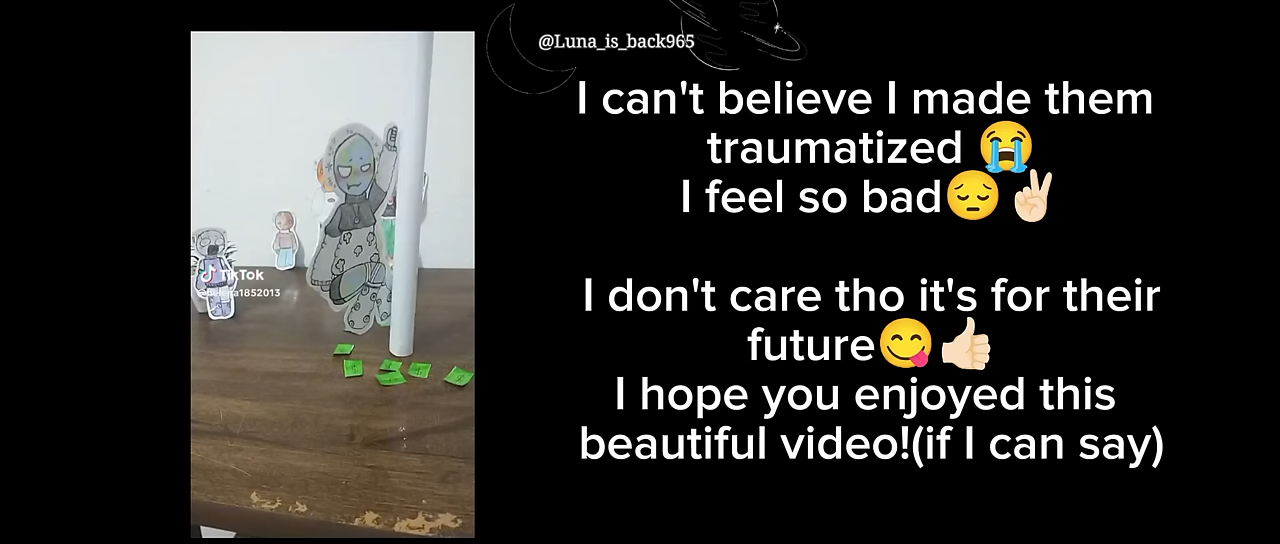 @Luna_is_back965
I can't believe I made them
traumatized 😭
I feel so bad😔✌🏻
I don't care tho it's for their
future😋👍🏻
I hope you enjoyed this
beautiful video!(if I can say)
TikTok